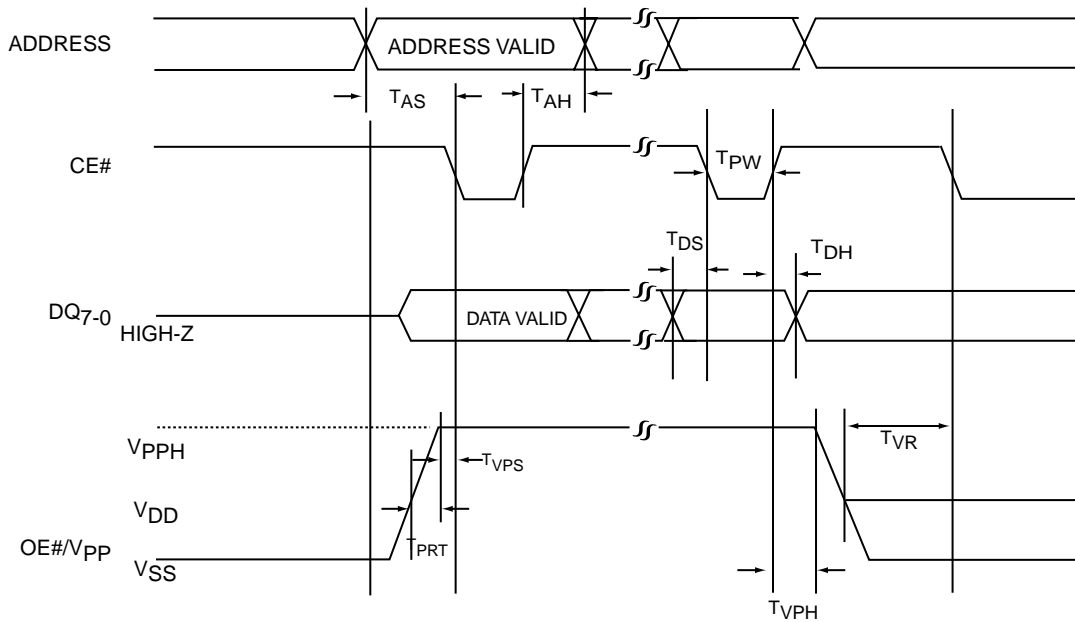 ADDRESS
ADDRESS VALID
TAS
TAH
CE#
TPW
TDS
TDH
DQ7-0
HIGH-Z
DATA VALID
VPPH
TVPS
TVR
VDD
TPRT
OE#/VPP
VSS
TVPH